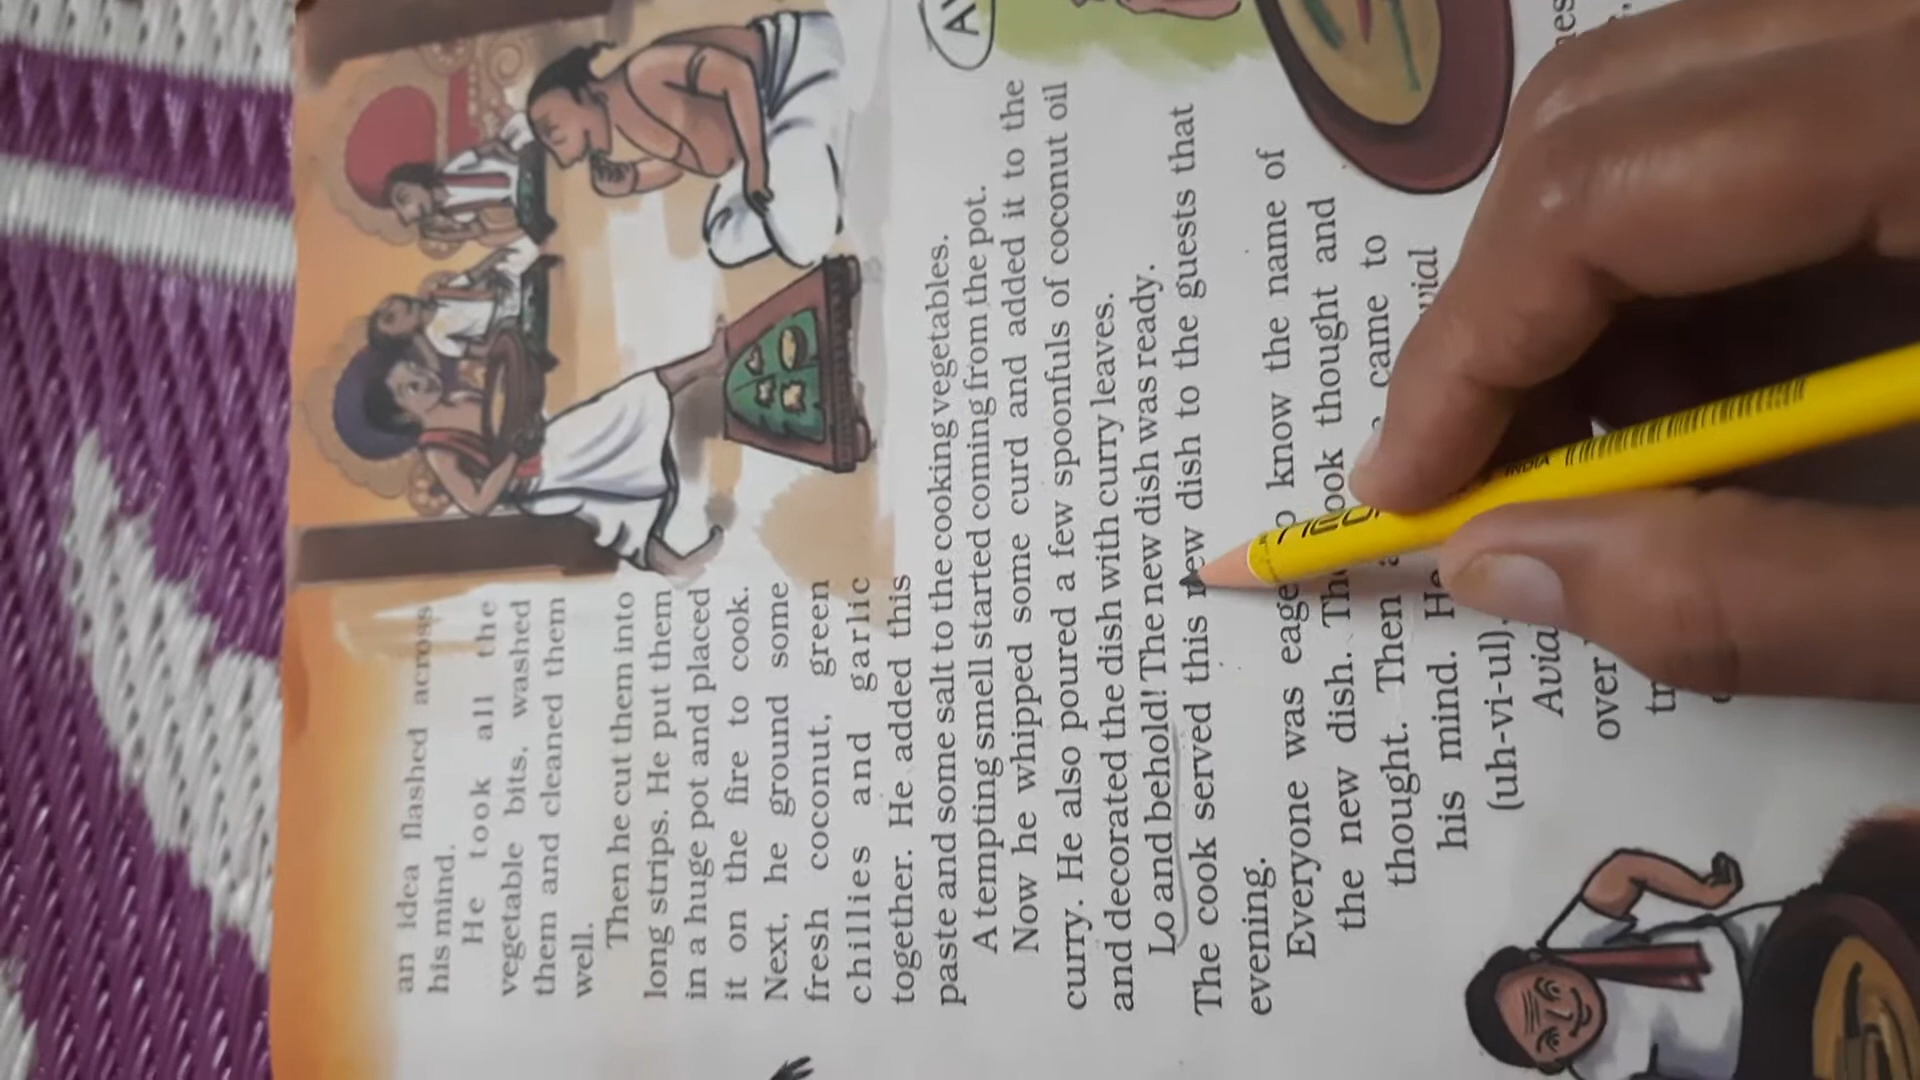 an idea flashed across
his mind.
He took all the
vegetable bits. washed
them and cleaned them
well.
Then he cut them into
long strips. He put them
in a huge pot and placed
it on the fire to cook.
Next, he ground some
fresh coconut, green
chillies and garlic
together. He added this
paste and some salt to the cooking vegetables.
A tempting smell started coming from the pot.
Now he whipped some curd and added it to the
curry. He also poured a few spoonfuls of coconut oil
and decorated the dish with curry leaves.
Lo and behold! The new dish was ready.
The cook served this new dish to the guests that
evening.
Everyone was know the name of
the new dish. thought and
thought. Then came to
his mind.
(uh-vi-ul).
over
INDIA